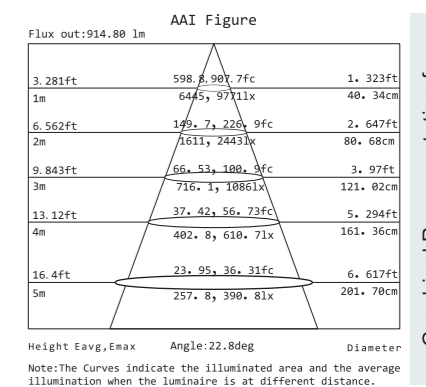 AAI Figure
Flux out:914.80 lm
3.281ft 598.8,907.7fc 1.323ft
1m 6445, 9771lx 40.34cm
6.562ft 149.7, 226.9fc 2.647ft
2m 1611, 2443lx 80.68cm
9.843ft 66.53, 100.9fc 3.97ft
3m 716.1, 1086lx 121.02cm
13.12ft 37.42, 56.73fc 5.294ft
4m 402.8, 610.7lx 161.36cm
16.4ft 23.95, 36.31fc 6.617ft
5m 257.8, 390.8lx 201.70cm
Height Eavg,Emax Angle:22.8deg Diameter
Note:The Curves indicate the illuminated area and the average
illumination when the luminaire is at different distance.